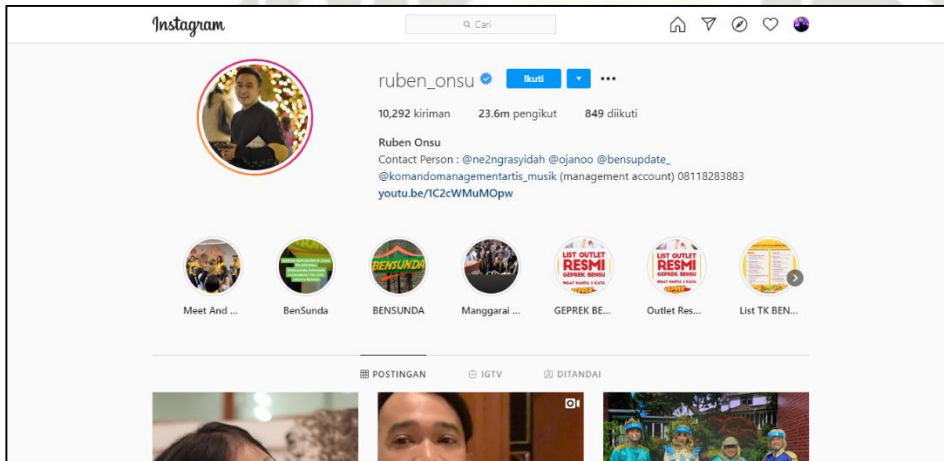 Instagram
Cari
ruben_onsu Ikuti
10,292 kiriman 23.6m pengikut 849 diikuti
Ruben Onsu
Contact Person : @ne2ngrasyidah @ojanoo @bensupdate_
@komandomanagementartis_musik (management account) 08118283883
youtu.be/1C2cWMuMOpw
BENSUNDA
LIST OUTLET
RESMI
GEPREK BENSU
LIST OUTLET
RESMI
GEPREK BENSU
Meet And ... BenSunda BENSUNDA Manggarai ... GEPREK BE... Outlet Res... List TK BEN...
POSTINGAN IGTV DITANDAI